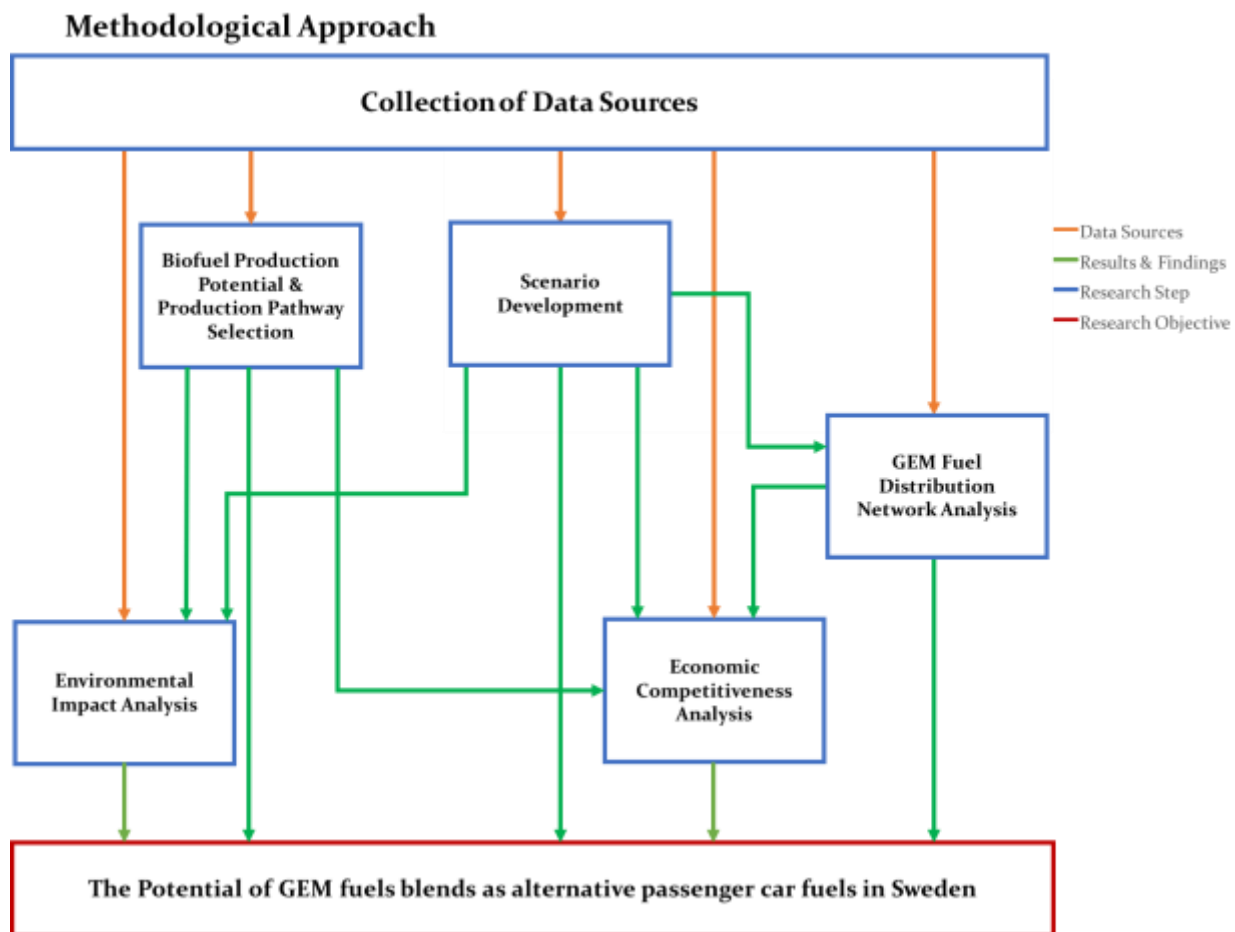 Methodological Approach
Collection of Data Sources
Biofuel Production
Potential &
Production Pathway
Selection
Scenario
Development
Data Sources
Results & Findings
Research Step
Research Objective
GEM Fuel
Distribution
Network Analysis
Environmental
Impact Analysis
Economic
Competitiveness
Analysis
The Potential of GEM fuels blends as alternative passenger car fuels in Sweden